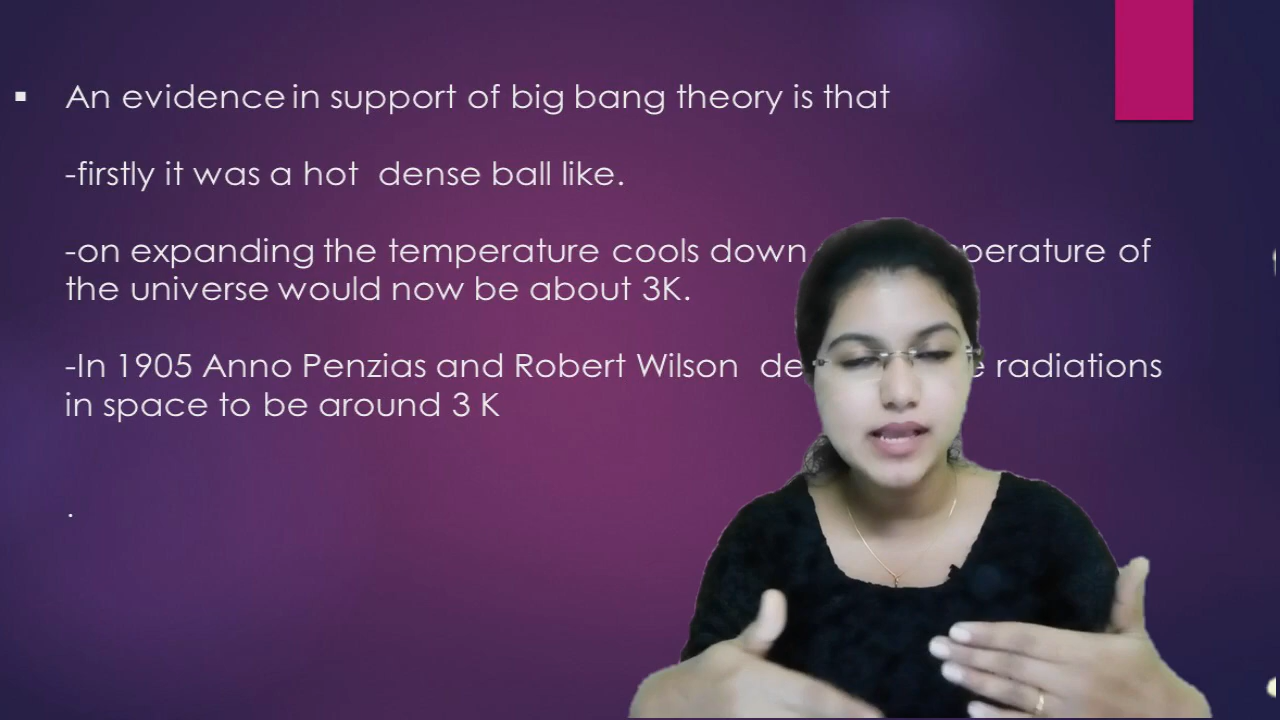 ▪ An evidence in support of big bang theory is that
-firstly it was a hot dense ball like.
-on expanding the temperature cools down of
the universe would now be about 3K.
-In 1905 Anno Penzias and Robert Wilson radiations
in space to be around 3 K
.